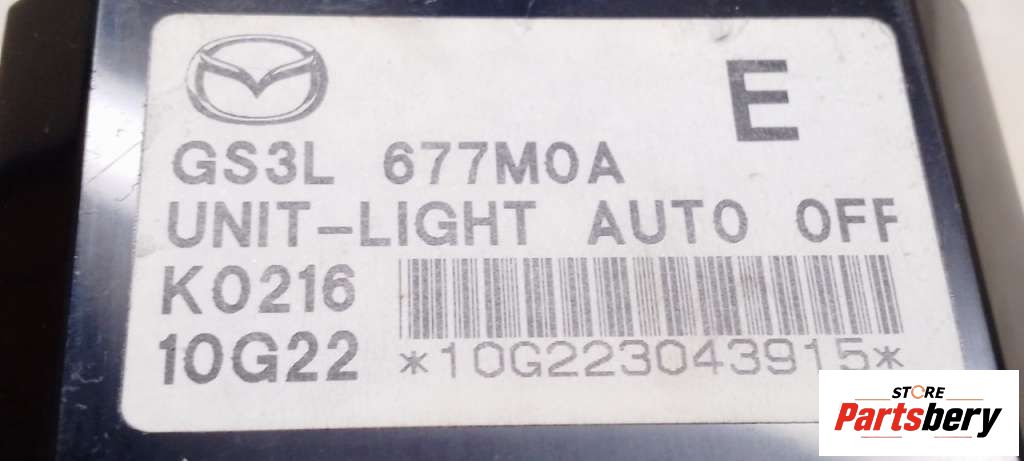 E
GS3L 677M0A
UNIT-LIGHT AUTO OFF
K0216
10G22 *10G223043915*
STORE
Partsbery